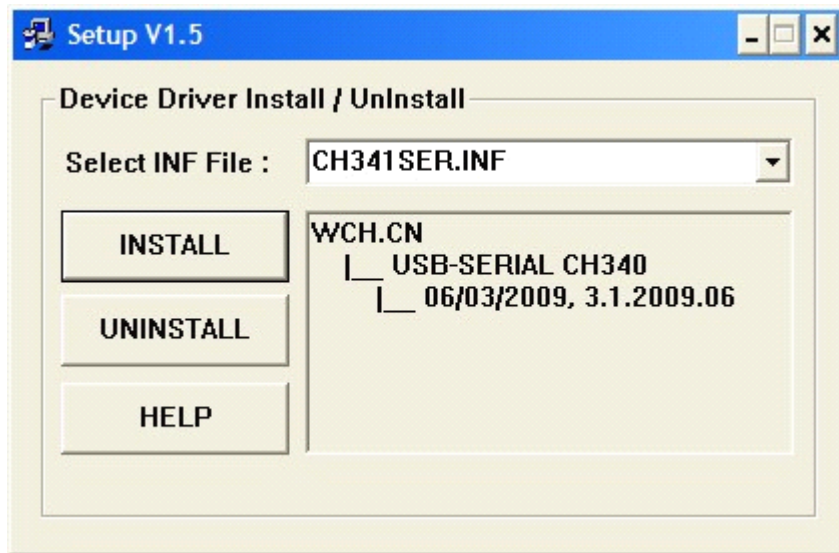 Setup V1.5
Device Driver Install / UnInstall
Select INF File :
CH341SER.INF
INSTALL
UNINSTALL
HELP
WCH.CN
|__ USB-SERIAL CH340
|__ 06/03/2009, 3.1.2009.06